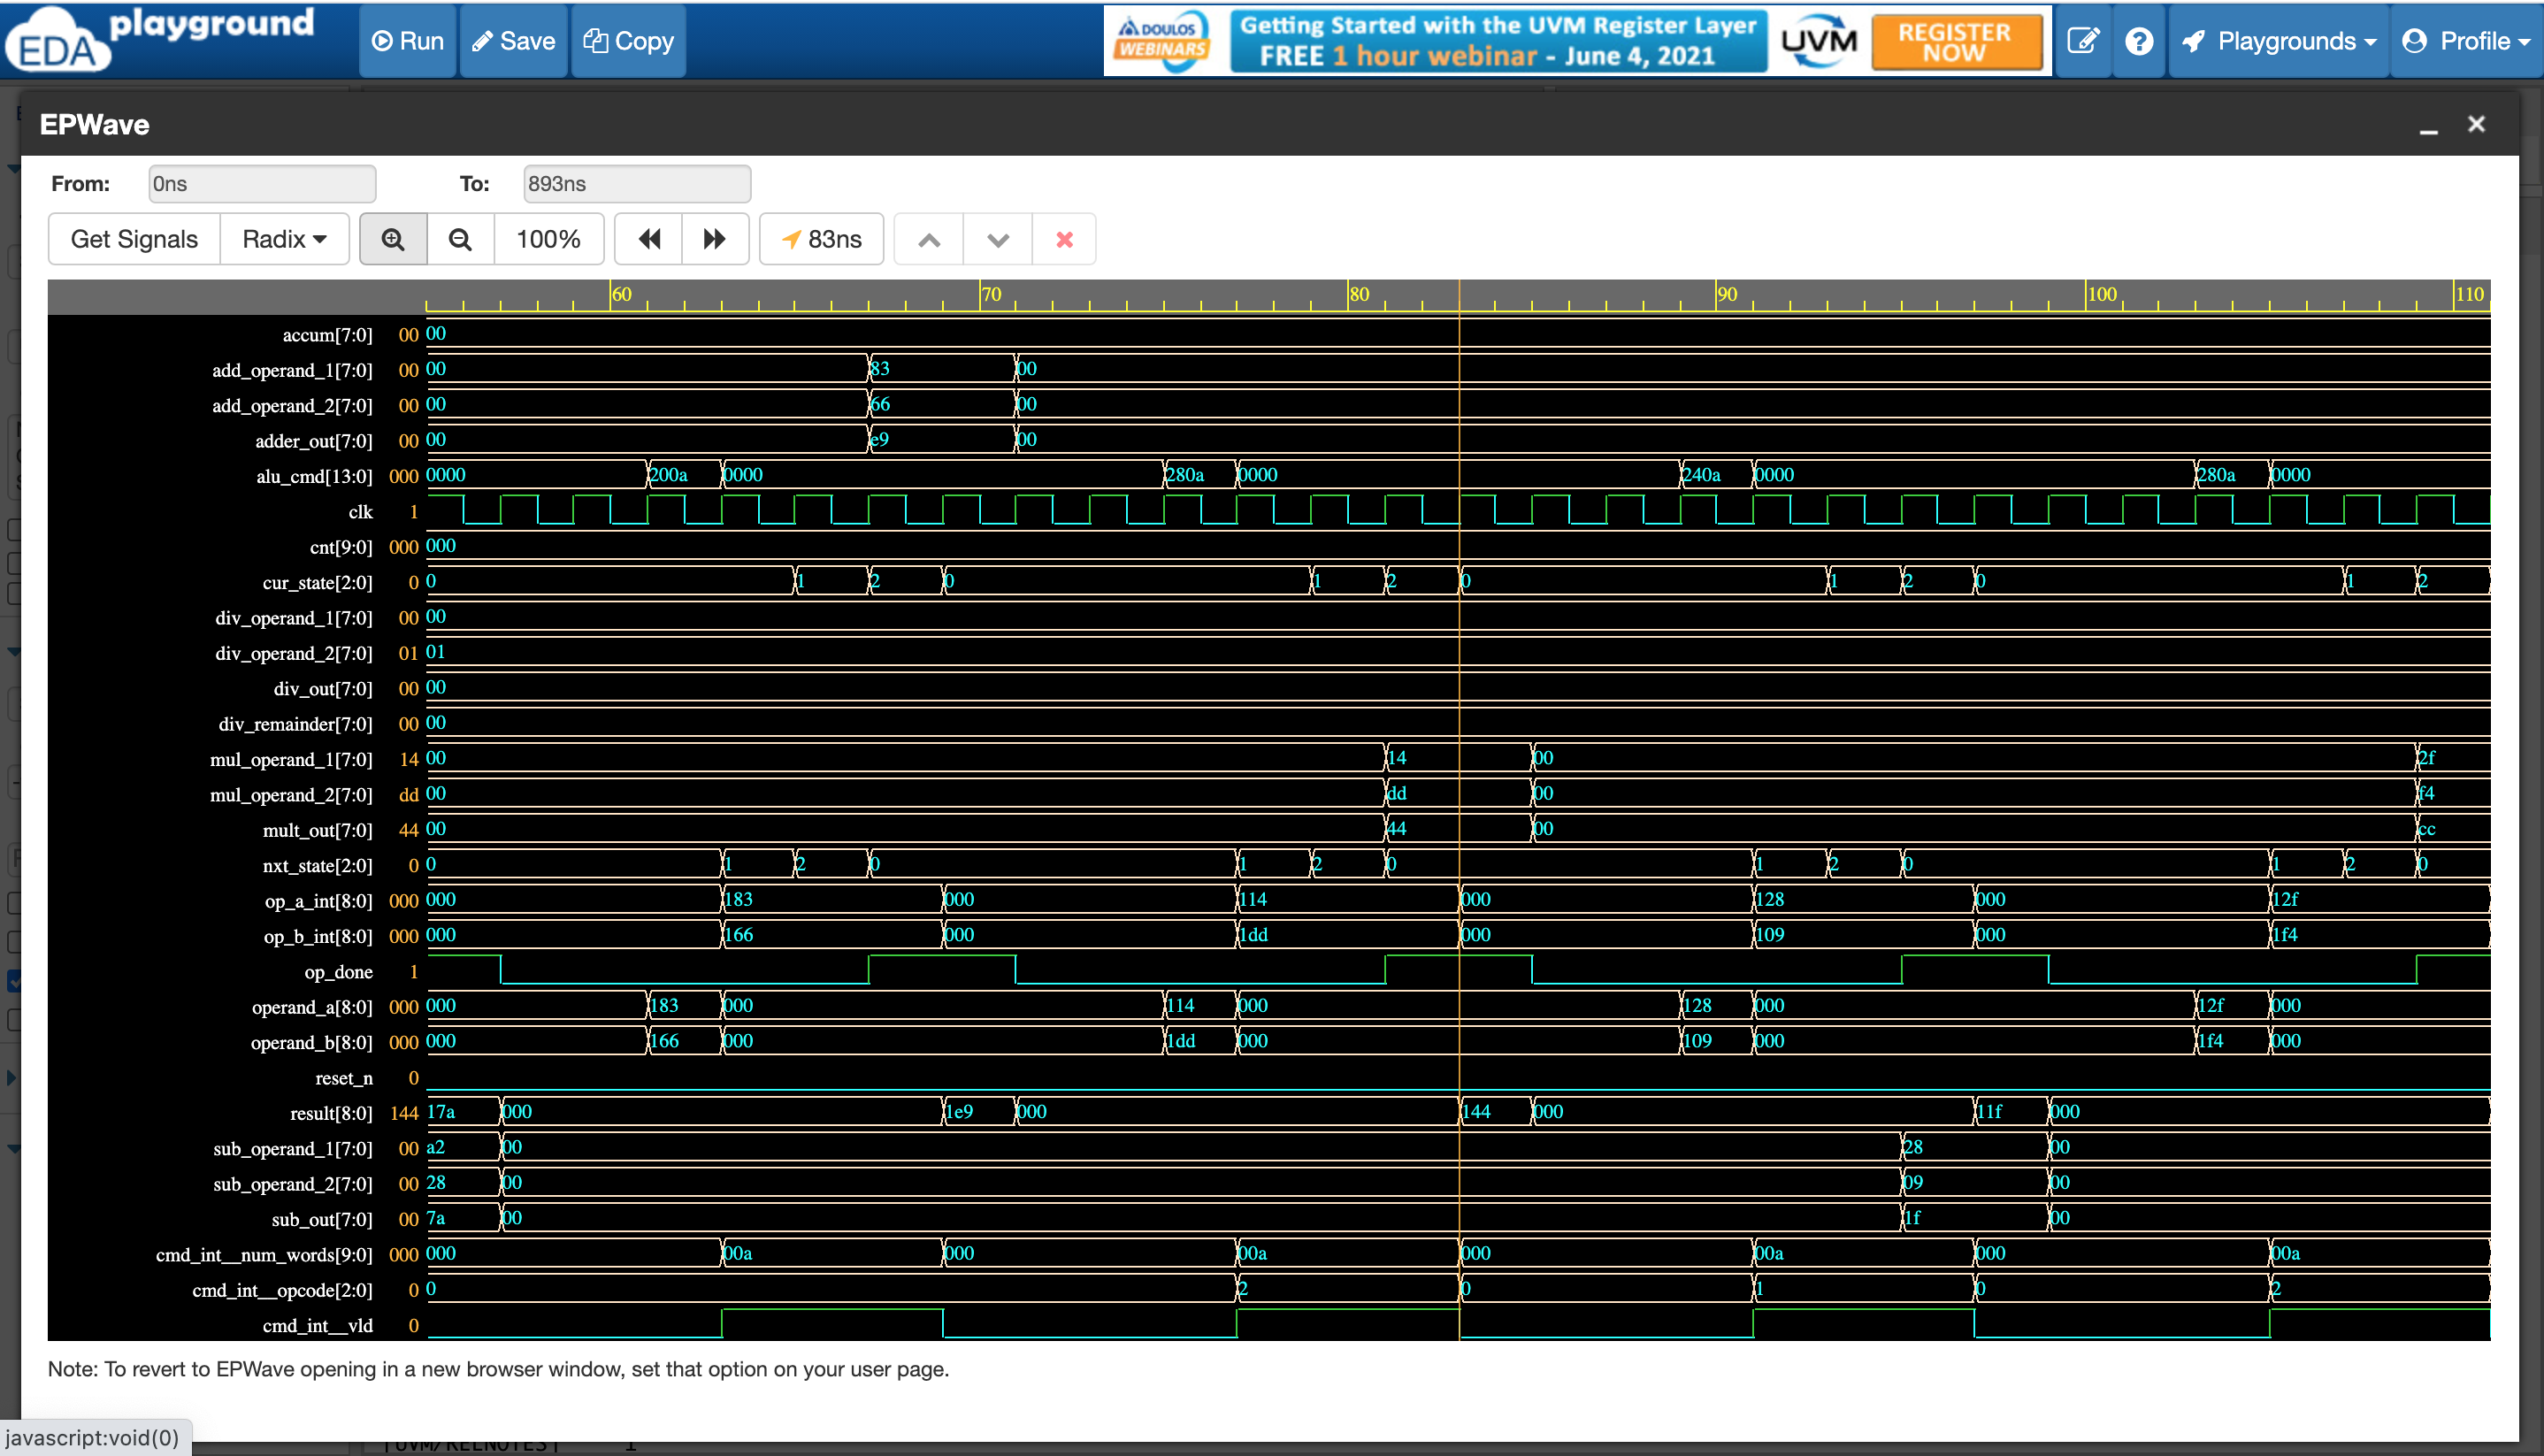 EDA playground
Run Save Copy
DOULOS WEBINARS Getting Started with the UVM Register Layer UVM REGISTER NOW
FREE 1 hour webinar - June 4, 2021
Playgrounds Profile
EPWave
From: 0ns To: 893ns
Get Signals Radix 100% 83ns
60 70 80 90 100 110
accum[7:0] 00 00
add_operand_1[7:0] 00 00 83 00
add_operand_2[7:0] 00 00 66 00
adder_out[7:0] 00 00 e9 00
alu_cmd[13:0] 000 0000 200a 0000 280a 0000 240a 0000 280a 0000
clk 1
cnt[9:0] 000 000
cur_state[2:0] 0 0 1 2 0 1 2 0 1 2 0 1 2
div_operand_1[7:0] 00 00
div_operand_2[7:0] 01 01
div_out[7:0] 00 00
div_remainder[7:0] 00 00
mul_operand_1[7:0] 14 00 14 00 2f
mul_operand_2[7:0] dd 00 dd 00 f4
mult_out[7:0] 44 00 44 00 cc
nxt_state[2:0] 0 0 1 2 0 1 2 0 1 2 0 1 2 0
op_a_int[8:0] 000 000 183 000 114 000 128 000 12f
op_b_int[8:0] 000 000 166 000 1dd 000 109 000 1f4
op_done 1
operand_a[8:0] 000 000 183 000 114 000 128 000 12f 000
operand_b[8:0] 000 000 166 000 1dd 000 109 000 1f4 000
reset_n 0
result[8:0] 144 17a 000 1e9 000 144 000 11f 000
sub_operand_1[7:0] 00 a2 00 28 00
sub_operand_2[7:0] 00 28 00 09 00
sub_out[7:0] 00 7a 00 1f 00
cmd_int__num_words[9:0] 000 000 00a 000 00a 000 00a 000 00a
cmd_int__opcode[2:0] 0 0 2 0 1 0 2
cmd_int__vld 0
Note: To revert to EPWave opening in a new browser window, set that option on your user page.
javascript:void(0)